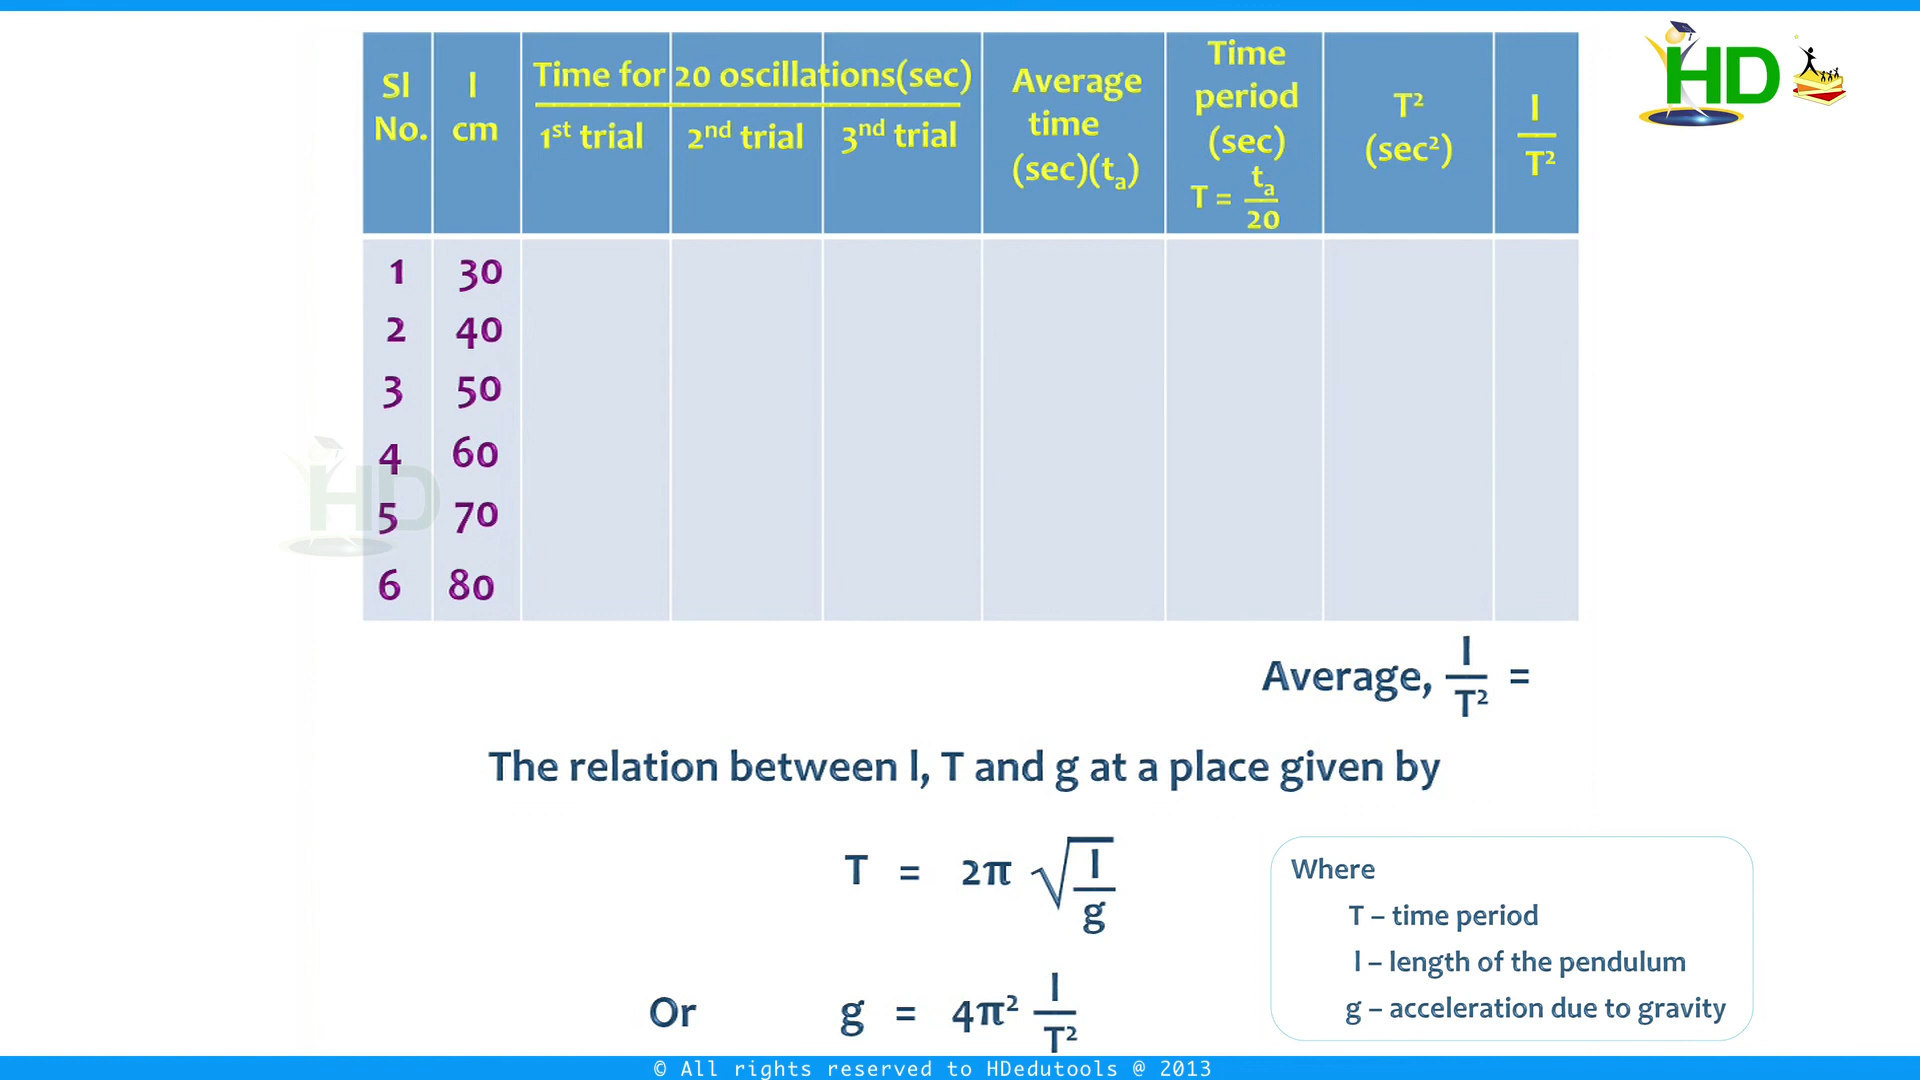 HD
Sl No.
l cm
Time for 20 oscillations(sec)
1st trial
2nd trial
3nd trial
Average time (sec)(ta)
Time period (sec) T = ta/20
T² (sec²)
l/T²
1 30
2 40
3 50
4 60
5 70
6 80
HD
Average, l/T² =
The relation between l, T and g at a place given by
T = 2π √(l/g)
Or g = 4π² l/T²
Where
T – time period
l – length of the pendulum
g – acceleration due to gravity
© All rights reserved to HDedutools @ 2013